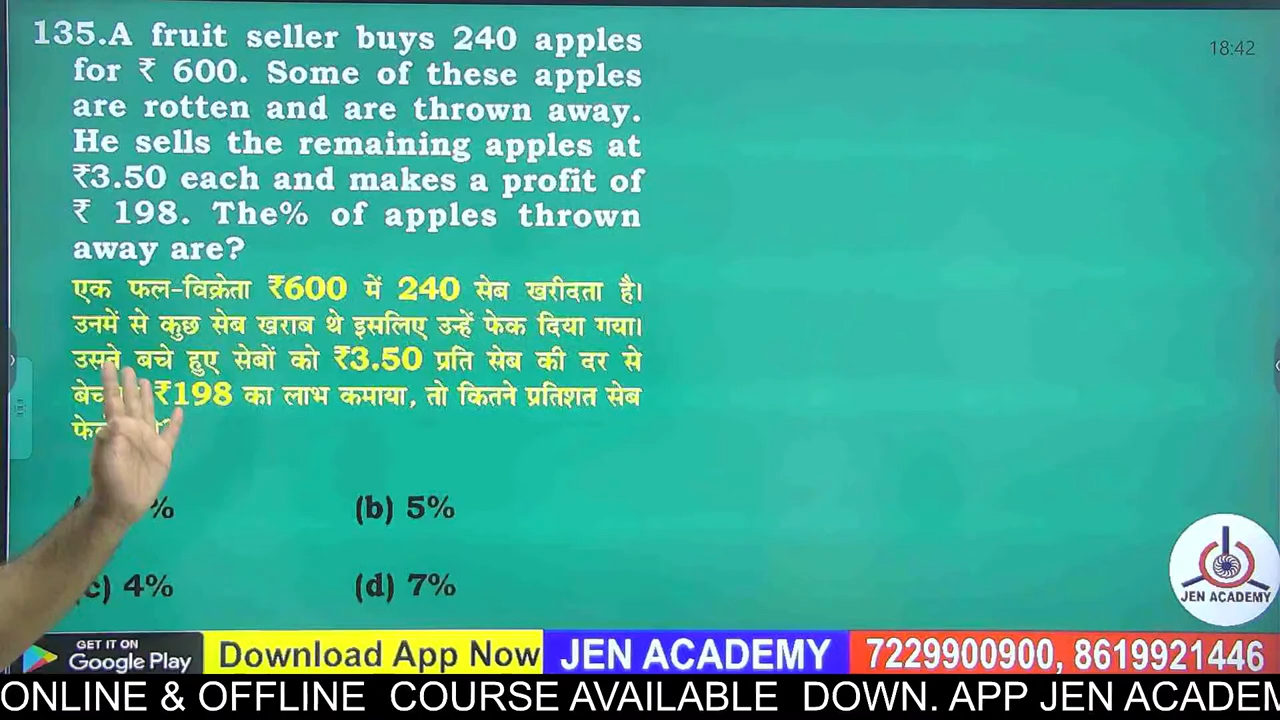 135.A fruit seller buys 240 apples
for ₹ 600. Some of these apples
are rotten and are thrown away.
He sells the remaining apples at
₹3.50 each and makes a profit of
₹ 198. The% of apples thrown
away are?
एक फल-विक्रेता ₹600 में 240 सेब खरीदता है।
उनमें से कुछ सेब खराब थे इसलिए उन्हें फेक दिया गया।
उसने बचे हुए सेबों को ₹3.50 प्रति सेब की दर से
₹198 का लाभ कमाया, तो कितने प्रतिशत सेब
% (b) 5%
c) 4% (d) 7%
18:42
JEN ACADEMY
GET IT ON
Google Play
Download App Now
JEN ACADEMY
7229900900, 8619921446
ONLINE & OFFLINE COURSE AVAILABLE DOWN. APP JEN ACADEM